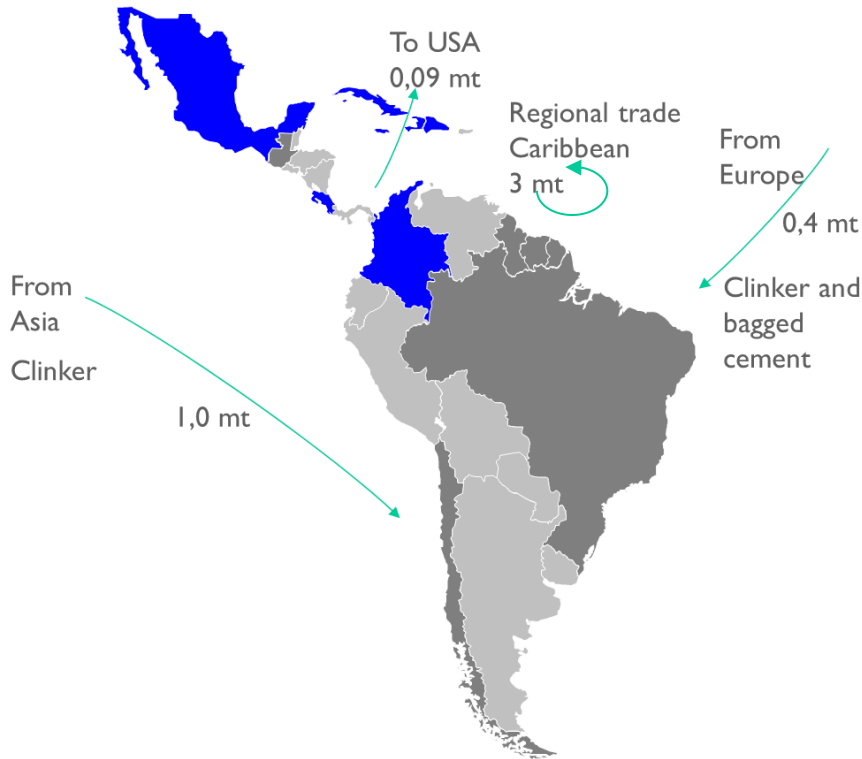 To USA
0,09 mt
Regional trade
Caribbean
3 mt
From
Europe
0,4 mt
Clinker and
bagged
cement
From
Asia
Clinker
1,0 mt